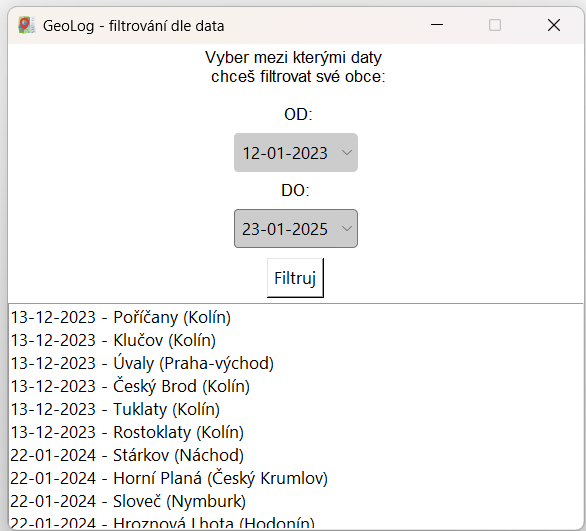 GeoLog - filtrování dle data
Vyber mezi kterými daty
chceš filtrovat své obce:
OD:
12-01-2023
DO:
23-01-2025
Filtruj
13-12-2023 - Poříčany (Kolín)
13-12-2023 - Klučov (Kolín)
13-12-2023 - Úvaly (Praha-východ)
13-12-2023 - Český Brod (Kolín)
13-12-2023 - Tuklaty (Kolín)
13-12-2023 - Rostoklaty (Kolín)
22-01-2024 - Stárkov (Náchod)
22-01-2024 - Horní Planá (Český Krumlov)
22-01-2024 - Sloveč (Nymburk)
22-01-2024 - Hroznová Lhota (Hodonín)